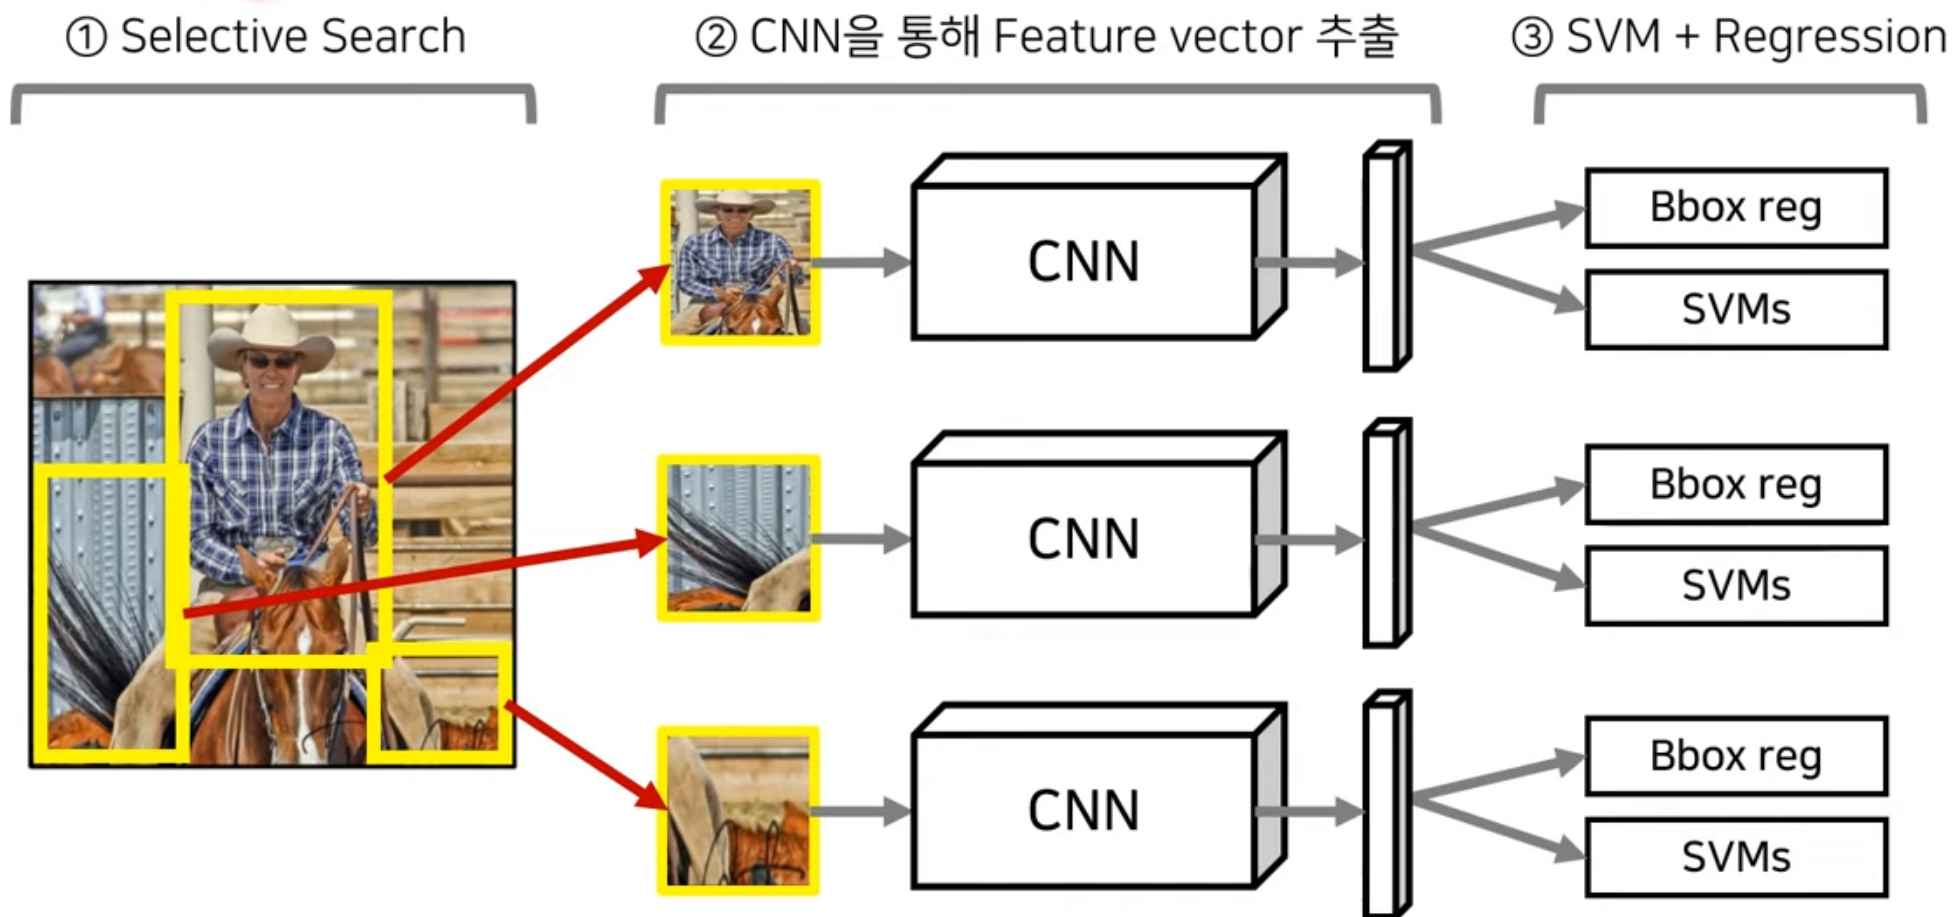 ① Selective Search
② CNN을 통해 Feature vector 추출
③ SVM + Regression
CNN
Bbox reg
SVMs
CNN
Bbox reg
SVMs
CNN
Bbox reg
SVMs